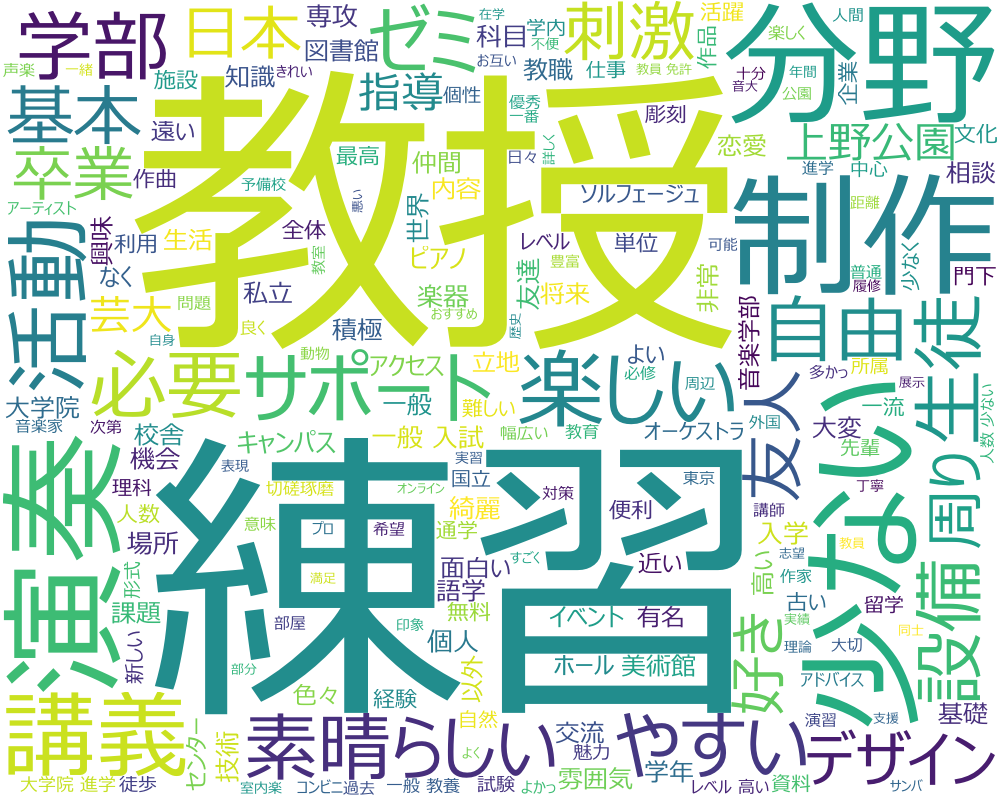 学部
日本
専攻
図書館
ゼミ
学内
在学
不便
科目
お互い
教職
刺激
仕事
活躍
作品
分野
人間
楽しく
十分
音大
年間
公園
企業
教員 免許
声楽
一緒
施設
きれい
知識
指導
個性
優秀
一番
彫刻
恋愛
上野公園
文化
基本
遠い
卒業
作曲
予備校
最高
仲間
日々
詳しく
進学
中心
相談
教授
悪い
内容
ソルフェージュ
制作
距離
アーティスト
興味
利用
生活
全体
教室
世界
ピアノ
レベル
豊富
単位
可能
普通
履修
少なく
門下
活動
なく
芸大
問題
私立
楽器
おすすめ
友達
将来
非常
自由
自身
良く
積極
歴史
音楽学部
生徒
必要
動物
サポート
アクセス
立地
楽しい
よい
必修
周辺
友人
多かっ
所属
展示
大学院
音楽家
次第
一般
難しい
少ない
一流
人数 少ない
校舎
キャンパス
一般 入試
幅広い
教育
オーケストラ
外国
大変
先輩
周り
演奏
機会
表現
理科
切磋琢磨
オンライン
実習
国立
綺麗
対策
東京
講師
丁寧
人数
意味
プロ
希望
通学
便利
入学
志望
教員
場所
練習
すごく
面白い
近い
高い
作家
設備
形式
課題
満足
語学
無料
イベント
有名
好き
古い
留学
実績
同士
新しい
部屋
印象
個人
理論
大切
部分
ホール
美術館
アドバイス
講義
色々
経験
以外
基礎
センター
技術
素晴らしい
自然
交流
魅力
やすい
演習
支援
デザイン
よく
雰囲気
学年
大学院 進学
徒歩
室内楽
コンビニ
過去
一般 教養
試験
よかっ
レベル 高い
資料
サンバ